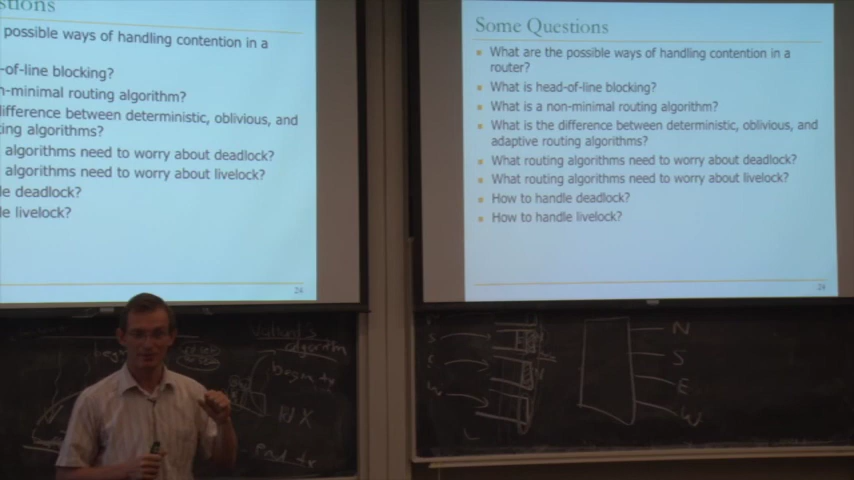 stions
possible ways of handling contention in a
-of-line blocking?
n-minimal routing algorithm?
ifference between deterministic, oblivious, and
ing algorithms?
algorithms need to worry about deadlock?
algorithms need to worry about livelock?
le deadlock?
le livelock?
24
Some Questions
What are the possible ways of handling contention in a
router?
What is head-of-line blocking?
What is a non-minimal routing algorithm?
What is the difference between deterministic, oblivious, and
adaptive routing algorithms?
What routing algorithms need to worry about deadlock?
What routing algorithms need to worry about livelock?
How to handle deadlock?
How to handle livelock?
24
Valiant's
algorithm
begin tx
N
S
E
W